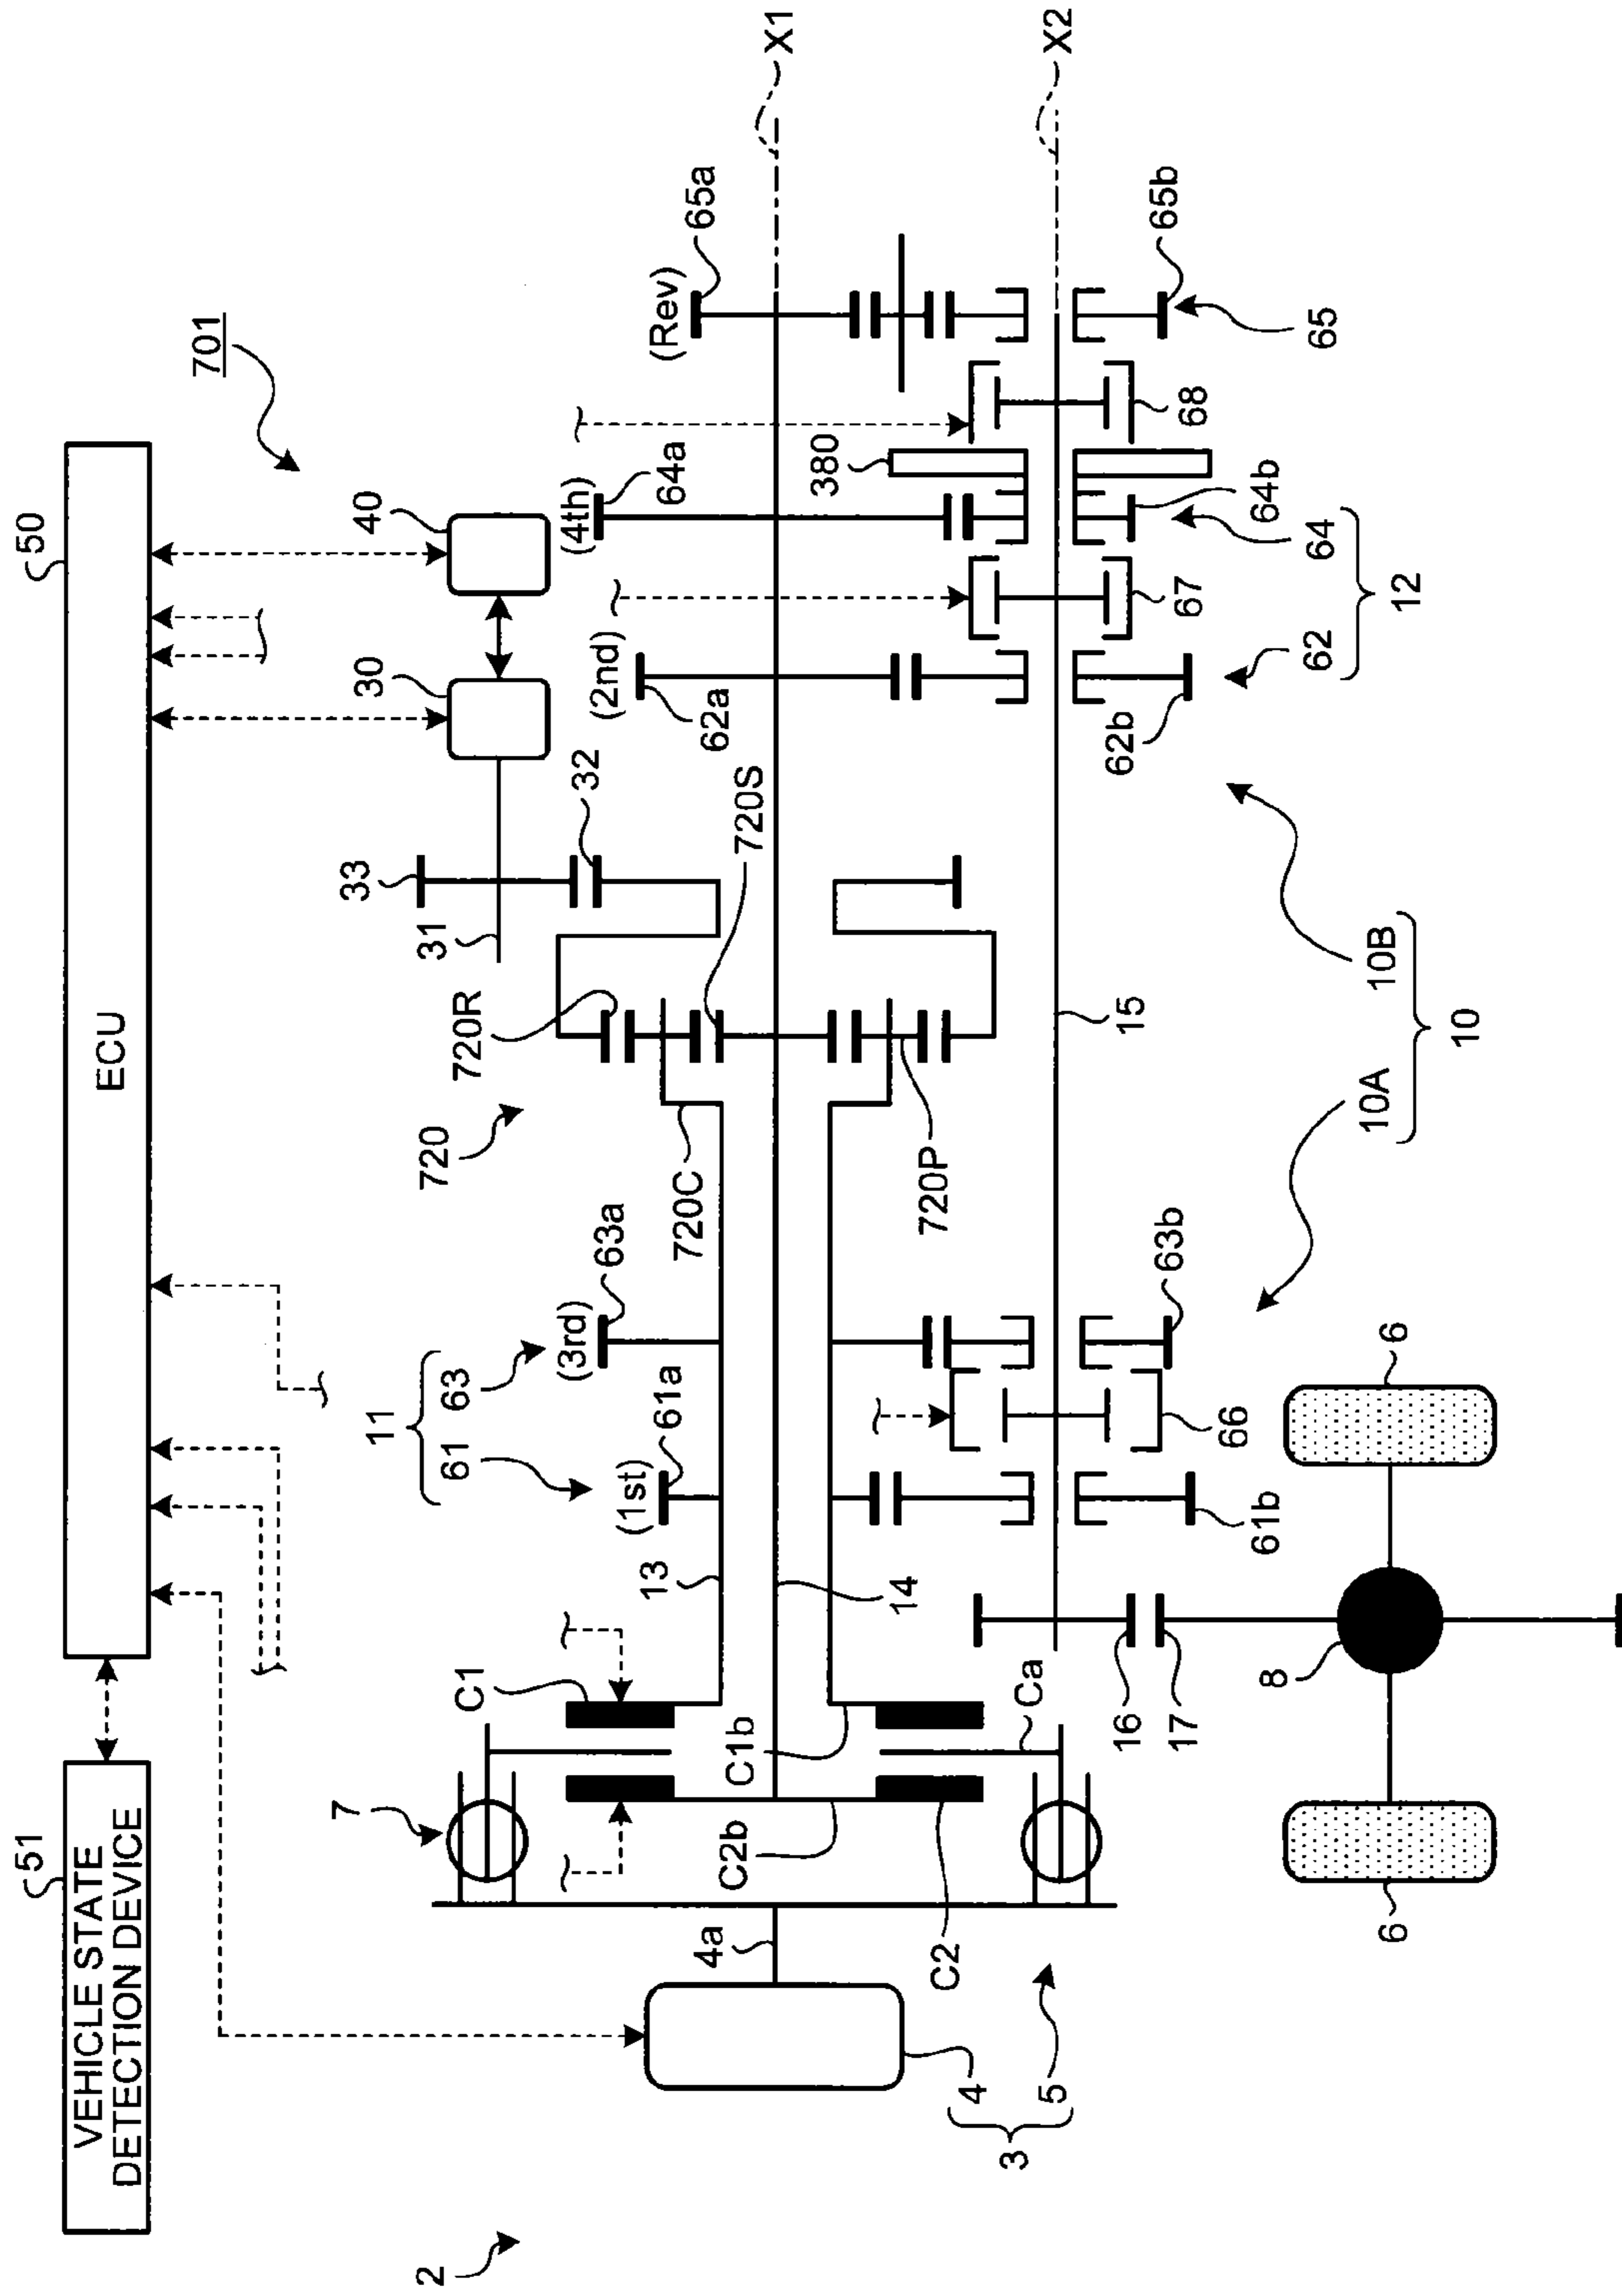 VEHICLE STATE
DETECTION DEVICE
51
ECU
50
701
2
3
4
5
4a
7
C2b
C2
C1
C1b
Ca
13
14
(1st)
61a
61
11
63
(3rd)
63a
720C
720
720R
720P
720S
31
33
32
30
40
62a
(2nd)
(4th)
64a
380
(Rev)
65a
X1
X2
65b
65
68
64b
64
67
12
62
62b
15
10B
10
10A
63b
66
61b
16
17
8
6
6